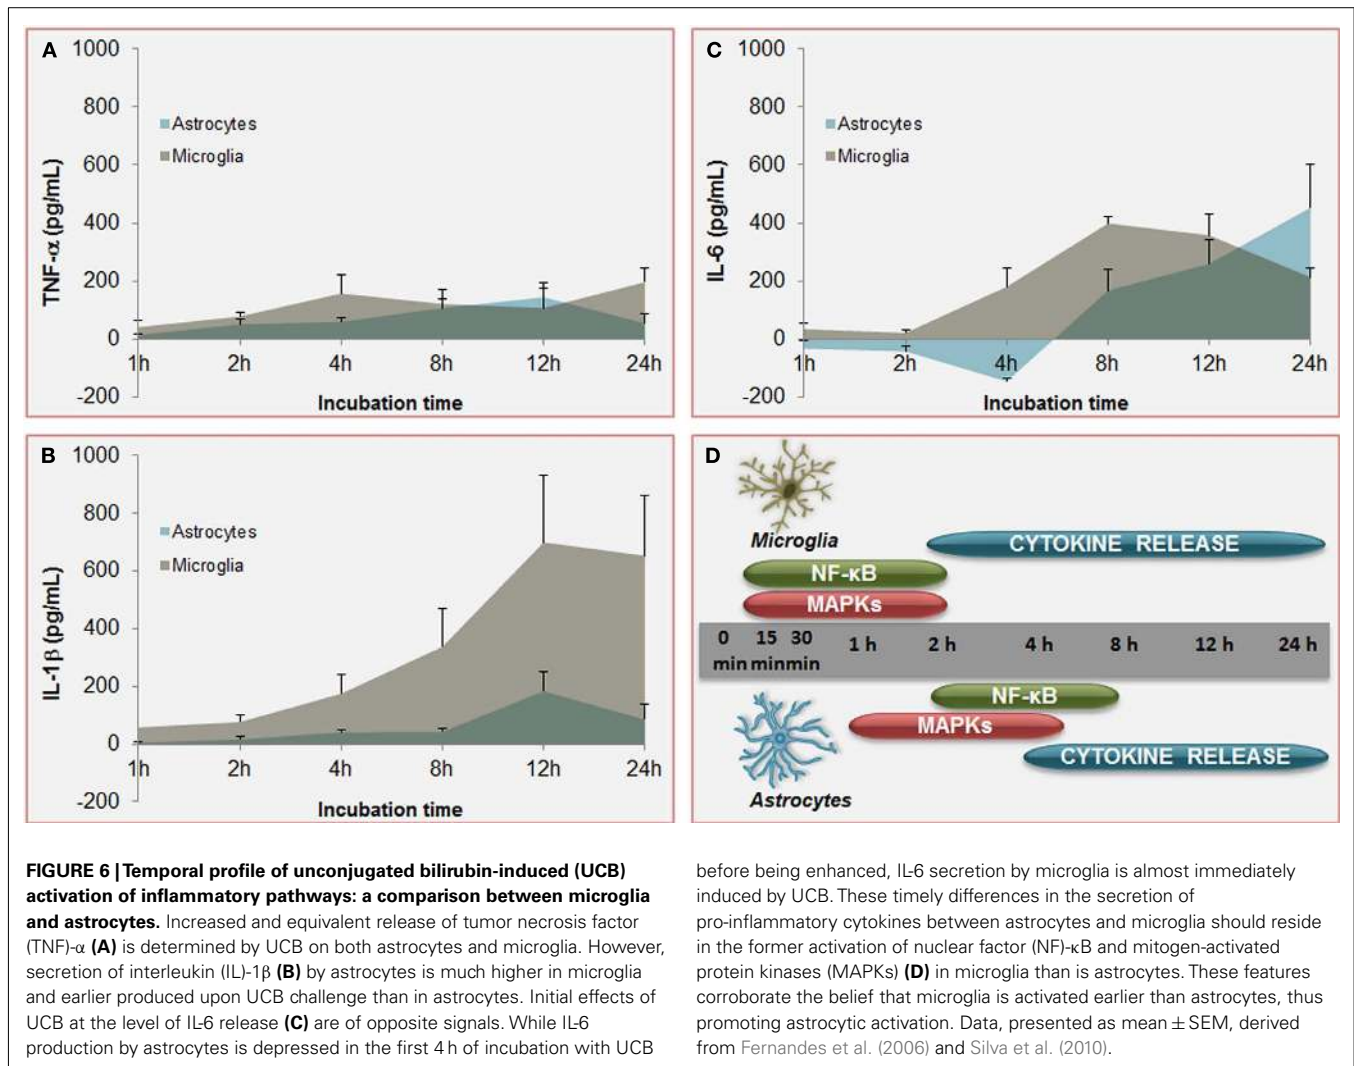 A
1000
800
600
400
200
0
-200
TNF-α (pg/mL)
Astrocytes
Microglia
1h 2h 4h 8h 12h 24h
Incubation time
C
1000
800
600
400
200
0
-200
IL-6 (pg/mL)
Astrocytes
Microglia
1h 2h 4h 8h 12h 24h
Incubation time
B
1000
800
600
400
200
0
-200
IL-1β (pg/mL)
Astrocytes
Microglia
1h 2h 4h 8h 12h 24h
Incubation time
D
Microglia
CYTOKINE RELEASE
NF-κB
MAPKs
0 15 30 1 h 2 h 4 h 8 h 12 h 24 h
min min min
NF-κB
MAPKs
CYTOKINE RELEASE
Astrocytes
FIGURE 6 | Temporal profile of unconjugated bilirubin-induced (UCB)
activation of inflammatory pathways: a comparison between microglia
and astrocytes. Increased and equivalent release of tumor necrosis factor
(TNF)-α (A) is determined by UCB on both astrocytes and microglia. However,
secretion of interleukin (IL)-1β (B) by astrocytes is much higher in microglia
and earlier produced upon UCB challenge than in astrocytes. Initial effects of
UCB at the level of IL-6 release (C) are of opposite signals. While IL-6
production by astrocytes is depressed in the first 4 h of incubation with UCB
before being enhanced, IL-6 secretion by microglia is almost immediately
induced by UCB. These timely differences in the secretion of
pro-inflammatory cytokines between astrocytes and microglia should reside
in the former activation of nuclear factor (NF)-κB and mitogen-activated
protein kinases (MAPKs) (D) in microglia than is astrocytes. These features
corroborate the belief that microglia is activated earlier than astrocytes, thus
promoting astrocytic activation. Data, presented as mean ± SEM, derived
from Fernandes et al. (2006) and Silva et al. (2010).